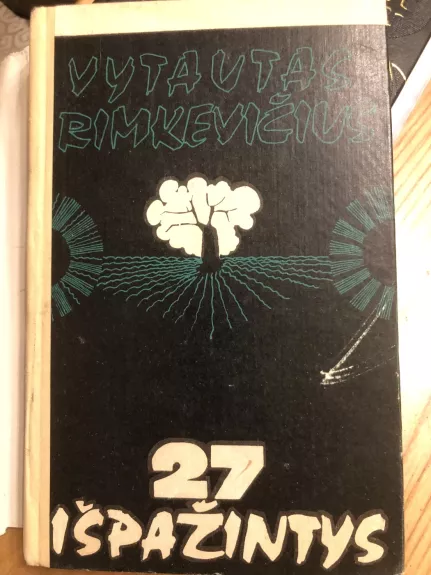 VYTAUTAS
RIMKEVIČIUS
27
IŠPAŽINTYS